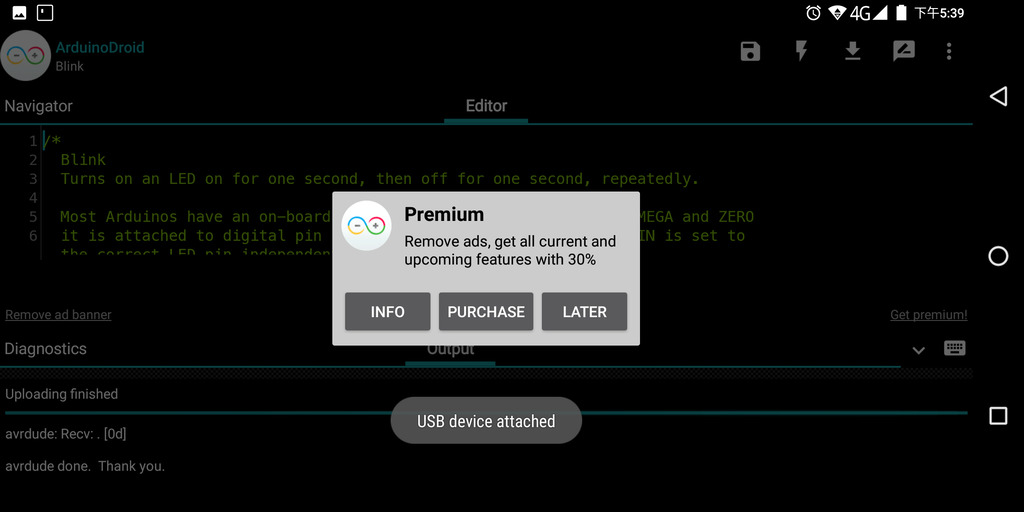 4G 下午5:39
ArduinoDroid
Blink
Navigator
Editor
1 /*
2 Blink
3 Turns on an LED on for one second, then off for one second, repeatedly.
4
5 Most Arduinos have an on-board MEGA and ZERO
6 it is attached to digital pin IN is set to
the correct LED pin independen
Premium
Remove ads, get all current and
upcoming features with 30%
INFO PURCHASE LATER
Remove ad banner
Get premium!
Diagnostics
Output
Uploading finished
USB device attached
avrdude: Recv: . [0d]
avrdude done. Thank you.